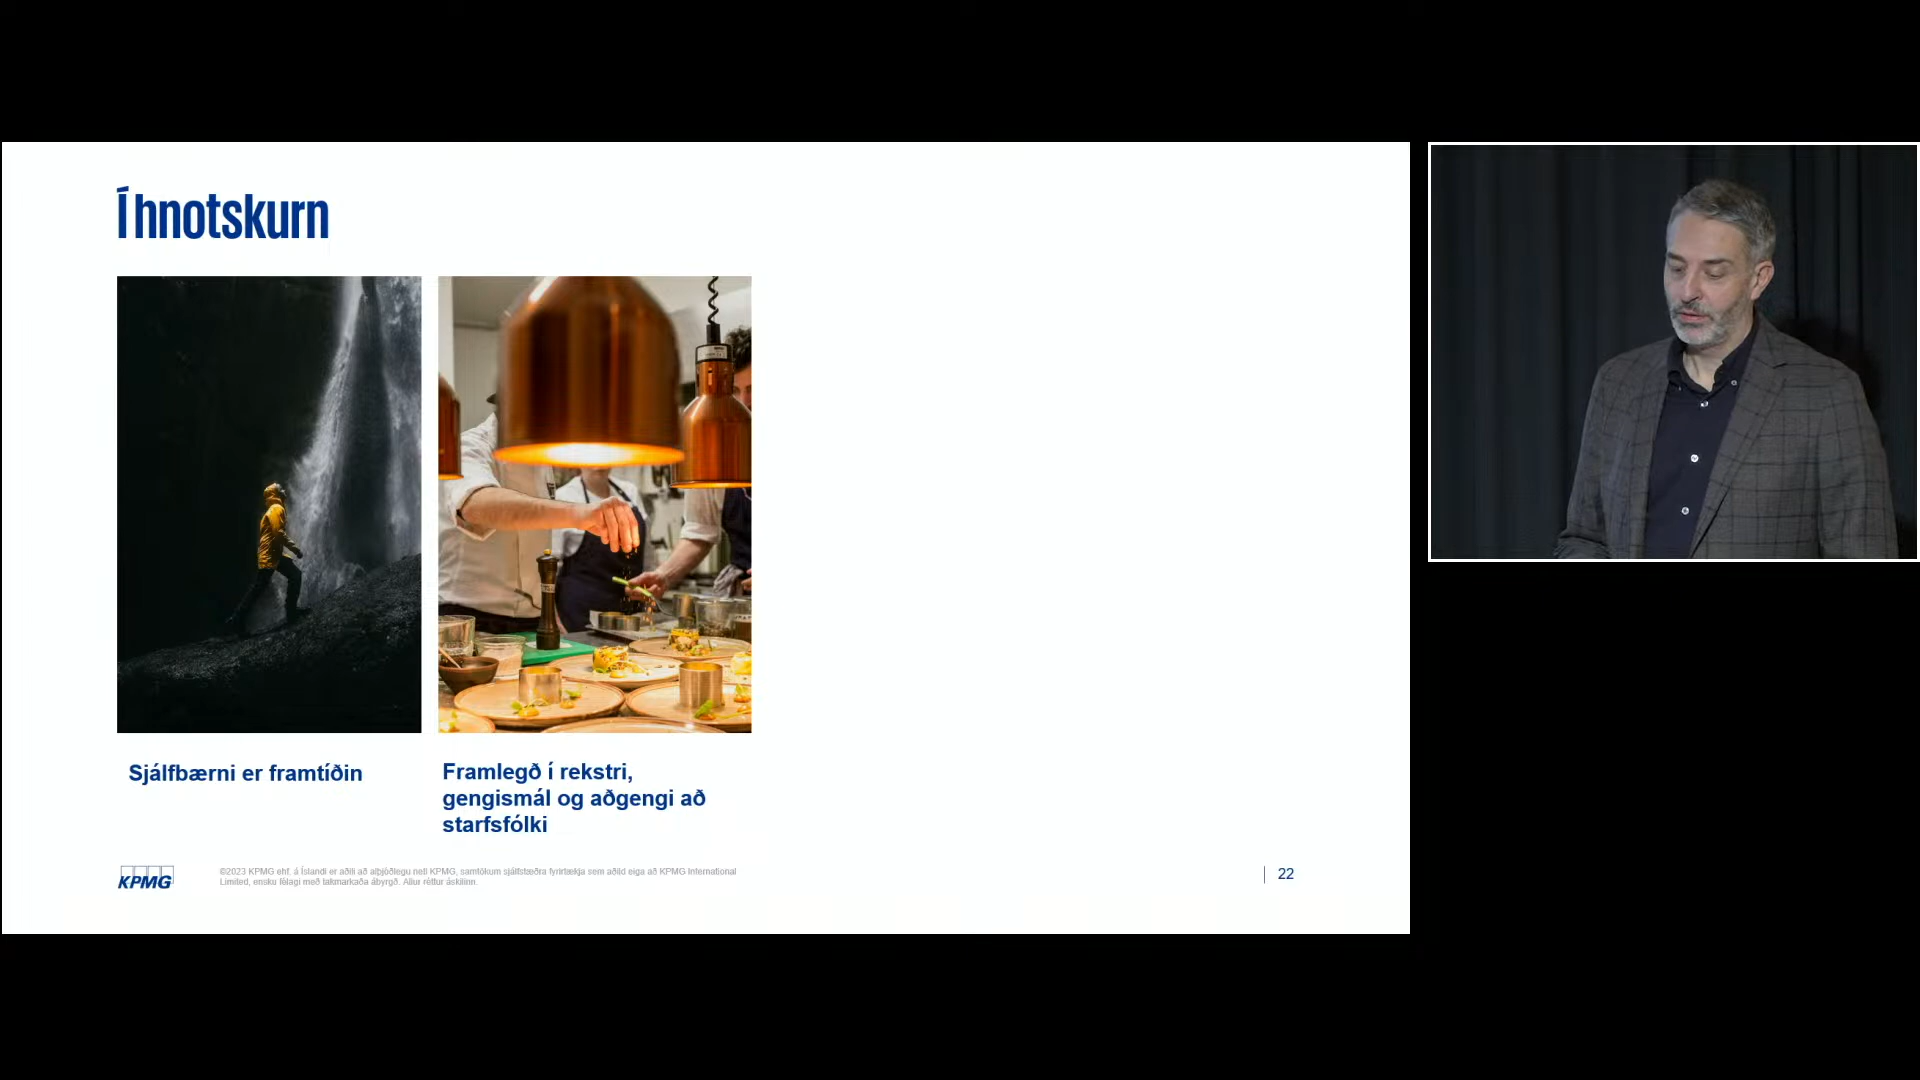 Í hnotskurn
Sjálfbærni er framtíðin
Framlegð í rekstri,
gengismál og aðgengi að
starfsfólki
KPMG
©2023 KPMG ehf. á Íslandi er aðili að alþjóðlegu neti KPMG, samtökum sjálfstæðra fyrirtækja sem aðild eiga að KPMG International
Limited, ensku félagi með takmarkaða ábyrgð. Allur réttur áskilinn.
22